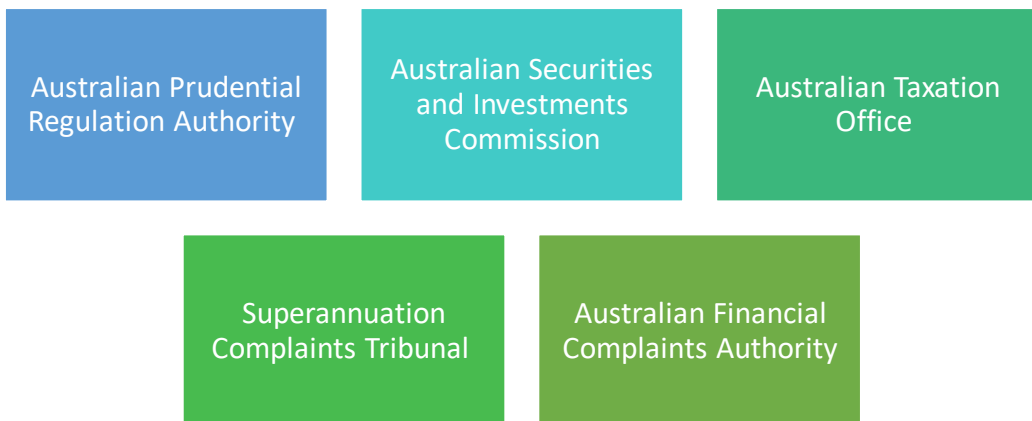 Australian Prudential
Regulation Authority
Australian Securities
and Investments
Commission
Australian Taxation
Office
Superannuation
Complaints Tribunal
Australian Financial
Complaints Authority